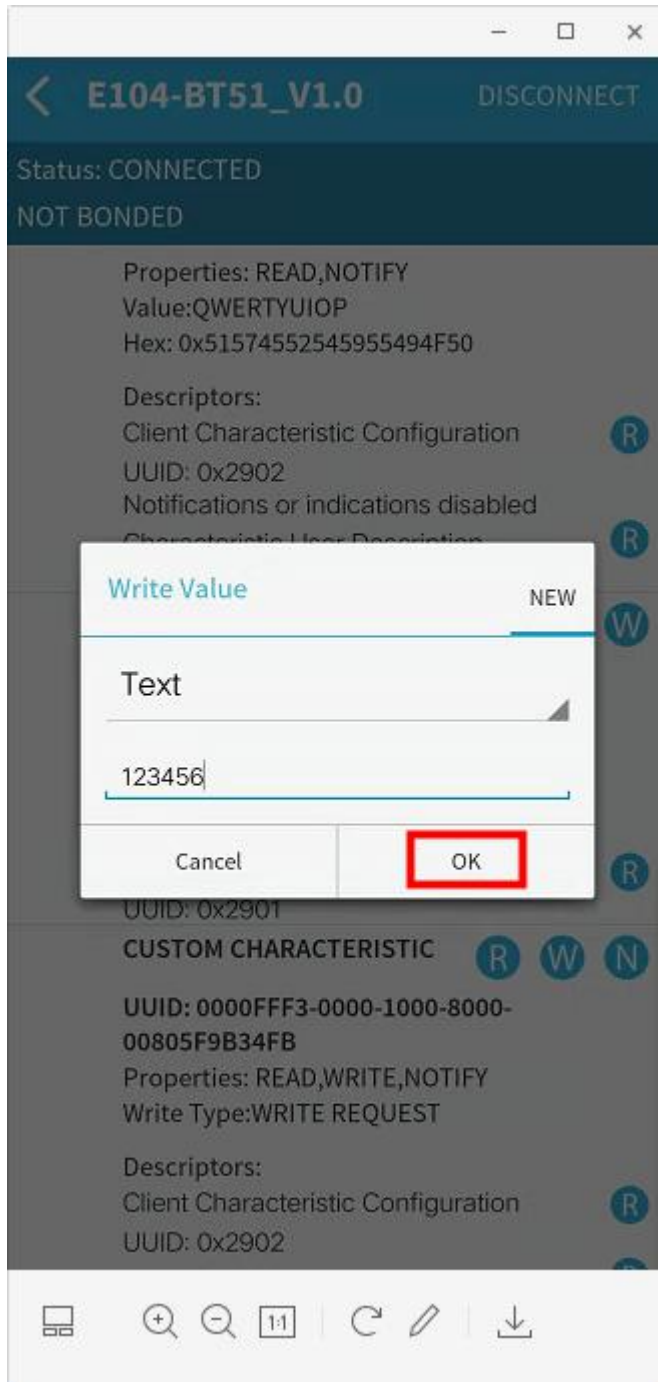 E104-BT51_V1.0 DISCONNECT
Status: CONNECTED
NOT BONDED
Properties: READ,NOTIFY
Value:QWERTYUIOP
Hex: 0x51574552545955494F50
Descriptors:
Client Characteristic Configuration R
UUID: 0x2902
Notifications or indications disabled
Characteristic User Description R
Write Value NEW
W
Text
123456
Cancel OK
R
UUID: 0x2901
CUSTOM CHARACTERISTIC R W N
UUID: 0000FFF3-0000-1000-8000-
00805F9B34FB
Properties: READ,WRITE,NOTIFY
Write Type:WRITE REQUEST
Descriptors:
Client Characteristic Configuration R
UUID: 0x2902
1:1